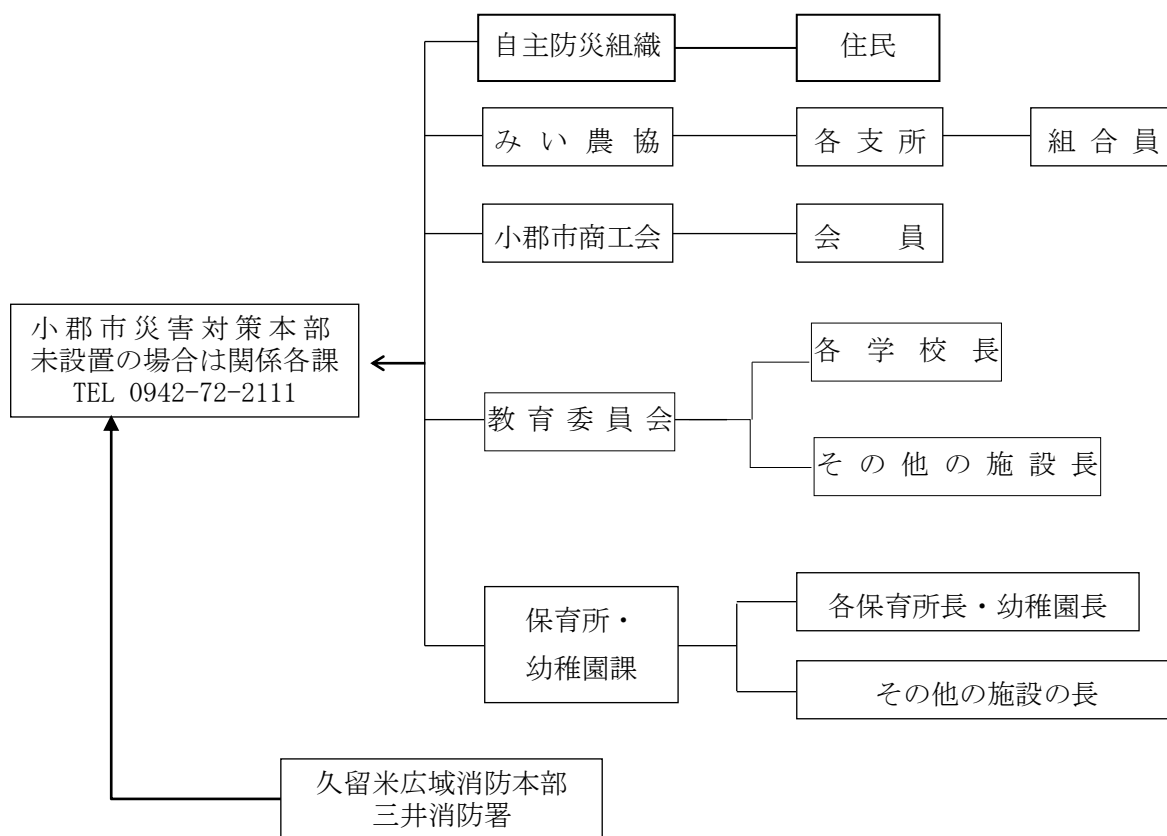 自主防災組織
住民
みい農協
各支所
組合員
小郡市商工会
会員
小郡市災害対策本部
未設置の場合は関係各課
TEL 0942-72-2111
各学校長
教育委員会
その他の施設長
保育所・
幼稚園課
各保育所長・幼稚園長
その他の施設の長
久留米広域消防本部
三井消防署